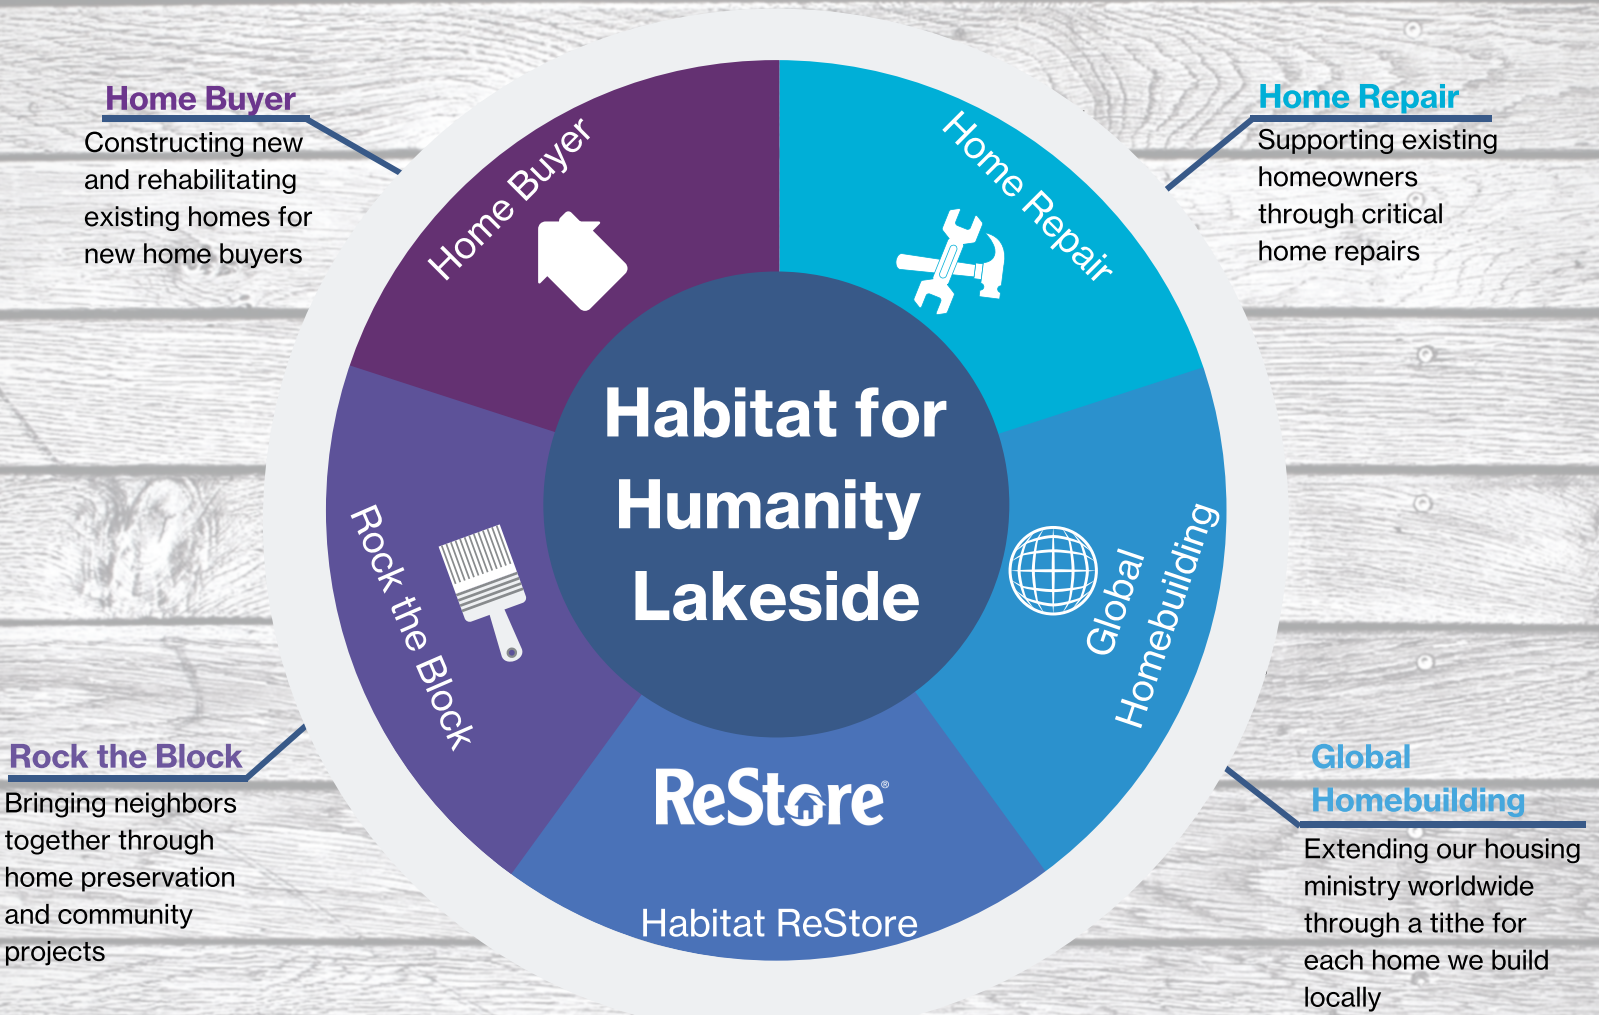 Home Buyer
Constructing new
and rehabilitating
existing homes for
new home buyers
Home Repair
Supporting existing
homeowners
through critical
home repairs
Home Buyer
Home Repair
Habitat for
Humanity
Lakeside
Rock the Block
Global
Homebuilding
ReStore®
Habitat ReStore
Rock the Block
Bringing neighbors
together through
home preservation
and community
projects
Global
Homebuilding
Extending our housing
ministry worldwide
through a tithe for
each home we build
locally